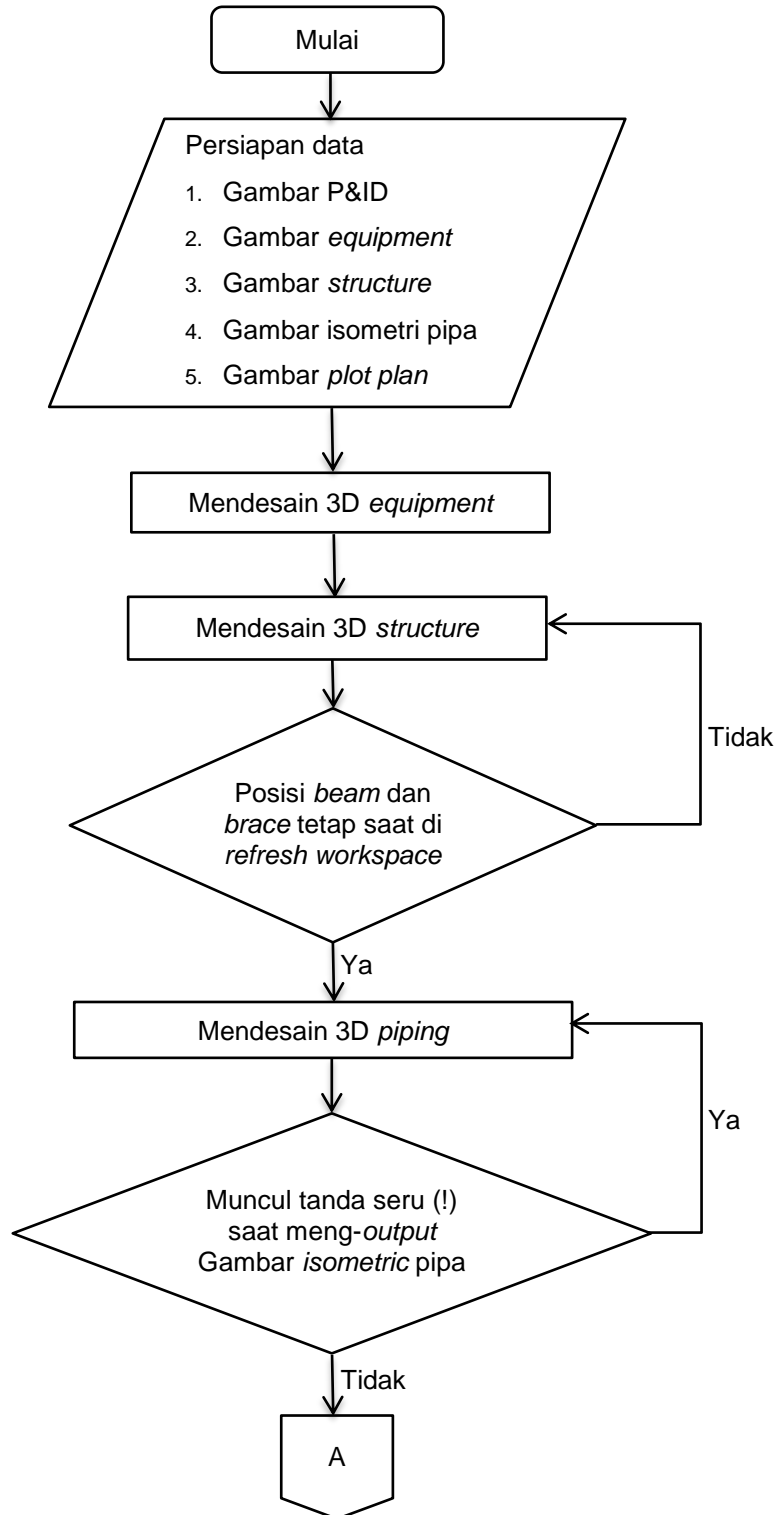 Mulai
Persiapan data
1. Gambar P&ID
2. Gambar equipment
3. Gambar structure
4. Gambar isometri pipa
5. Gambar plot plan
Mendesain 3D equipment
Mendesain 3D structure
Tidak
Posisi beam dan
brace tetap saat di
refresh workspace
Ya
Mendesain 3D piping
Ya
Muncul tanda seru (!)
saat meng-output
Gambar isometric pipa
Tidak
A